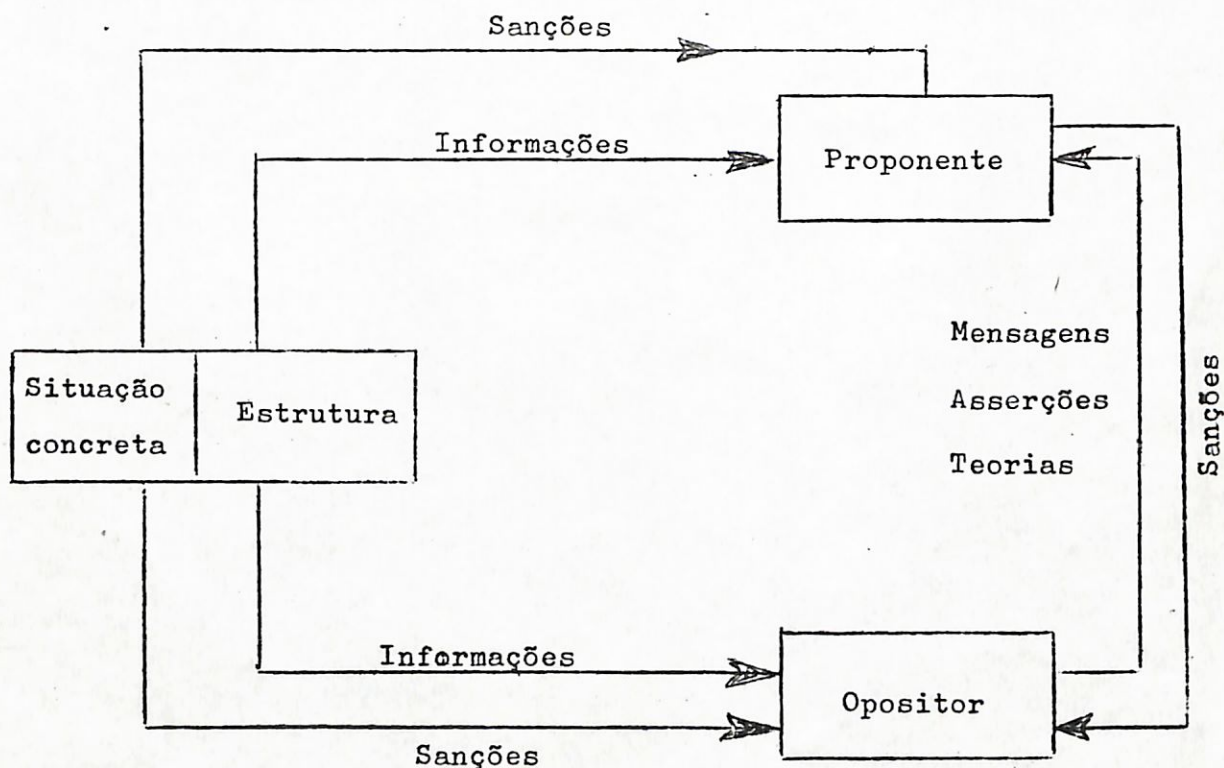 Sanções
Informações
Proponente
Mensagens
Asserções
Teorias
Sanções
Situação
concreta
Estrutura
Informações
Sanções
Opositor